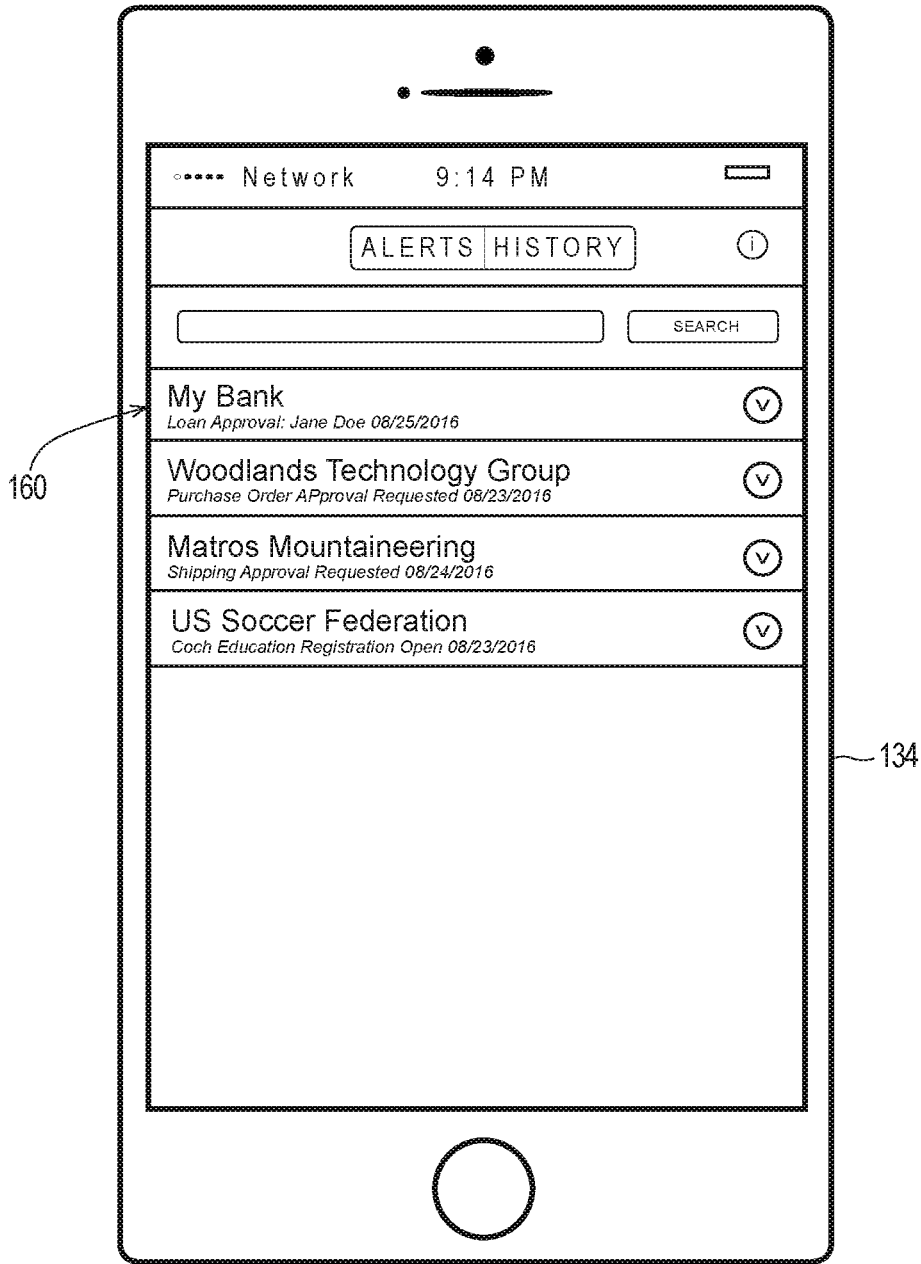 Network 9:14 PM
ALERTS HISTORY i
SEARCH
My Bank
Loan Approval: Jane Doe 08/25/2016
160
Woodlands Technology Group
Purchase Order APproval Requested 08/23/2016
Matros Mountaineering
Shipping Approval Requested 08/24/2016
US Soccer Federation
Coch Education Registration Open 08/23/2016
134